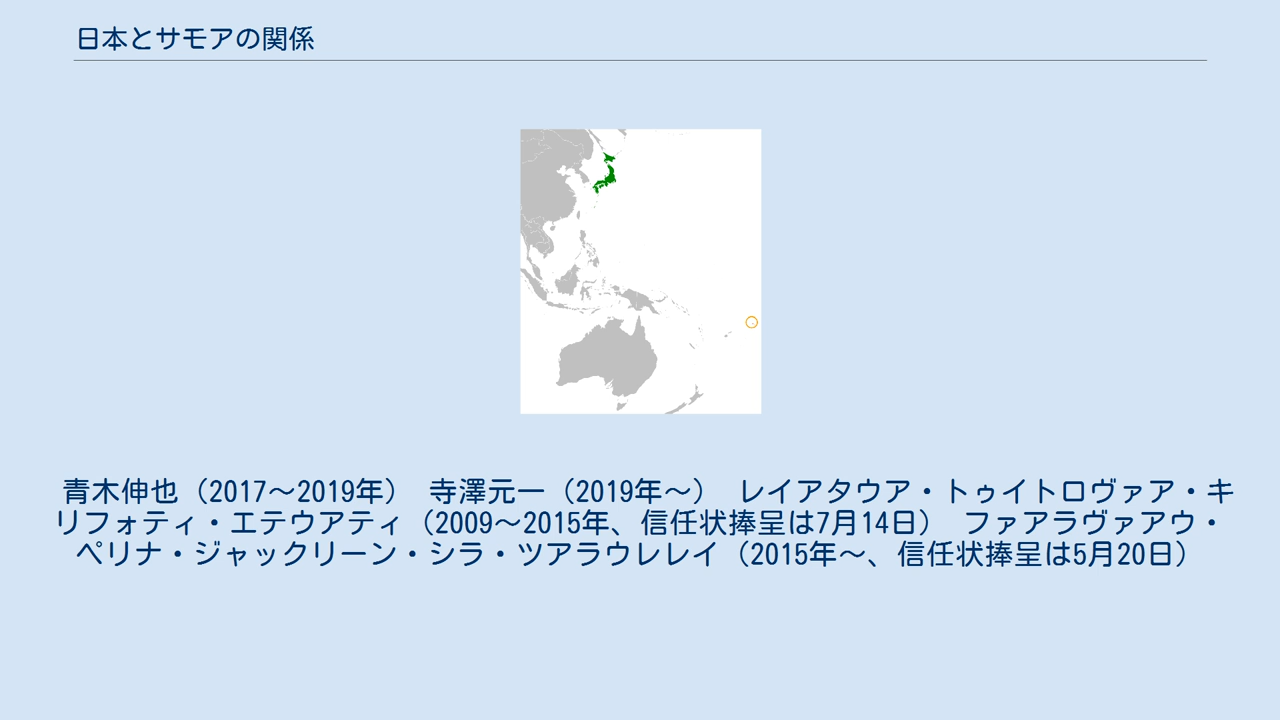 日本とサモアの関係
青木伸也（2017〜2019年） 寺澤元一（2019年〜） レイアタウア・トゥイトロヴァア・キ
リフォティ・エテウアティ（2009〜2015年、信任状捧呈は7月14日） ファアラヴァアウ・
ペリナ・ジャックリーン・シラ・ツアラウレレイ（2015年〜、信任状捧呈は5月20日）